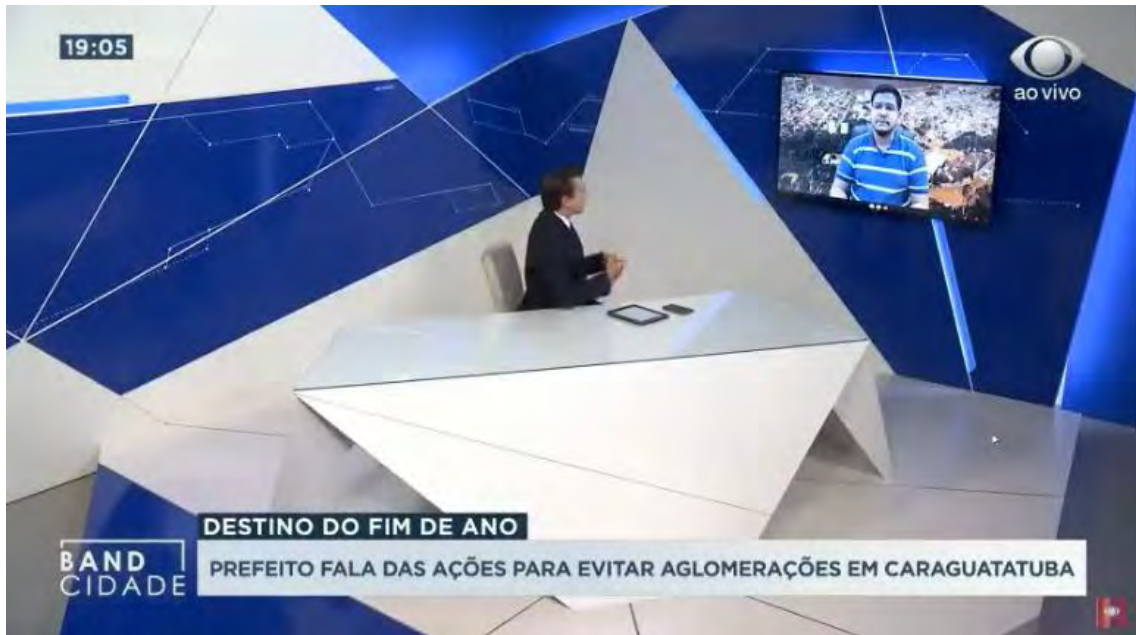 19:05
ao vivo
DESTINO DO FIM DE ANO
BAND
CIDADE
PREFEITO FALA DAS AÇÕES PARA EVITAR AGLOMERAÇÕES EM CARAGUATATUBA